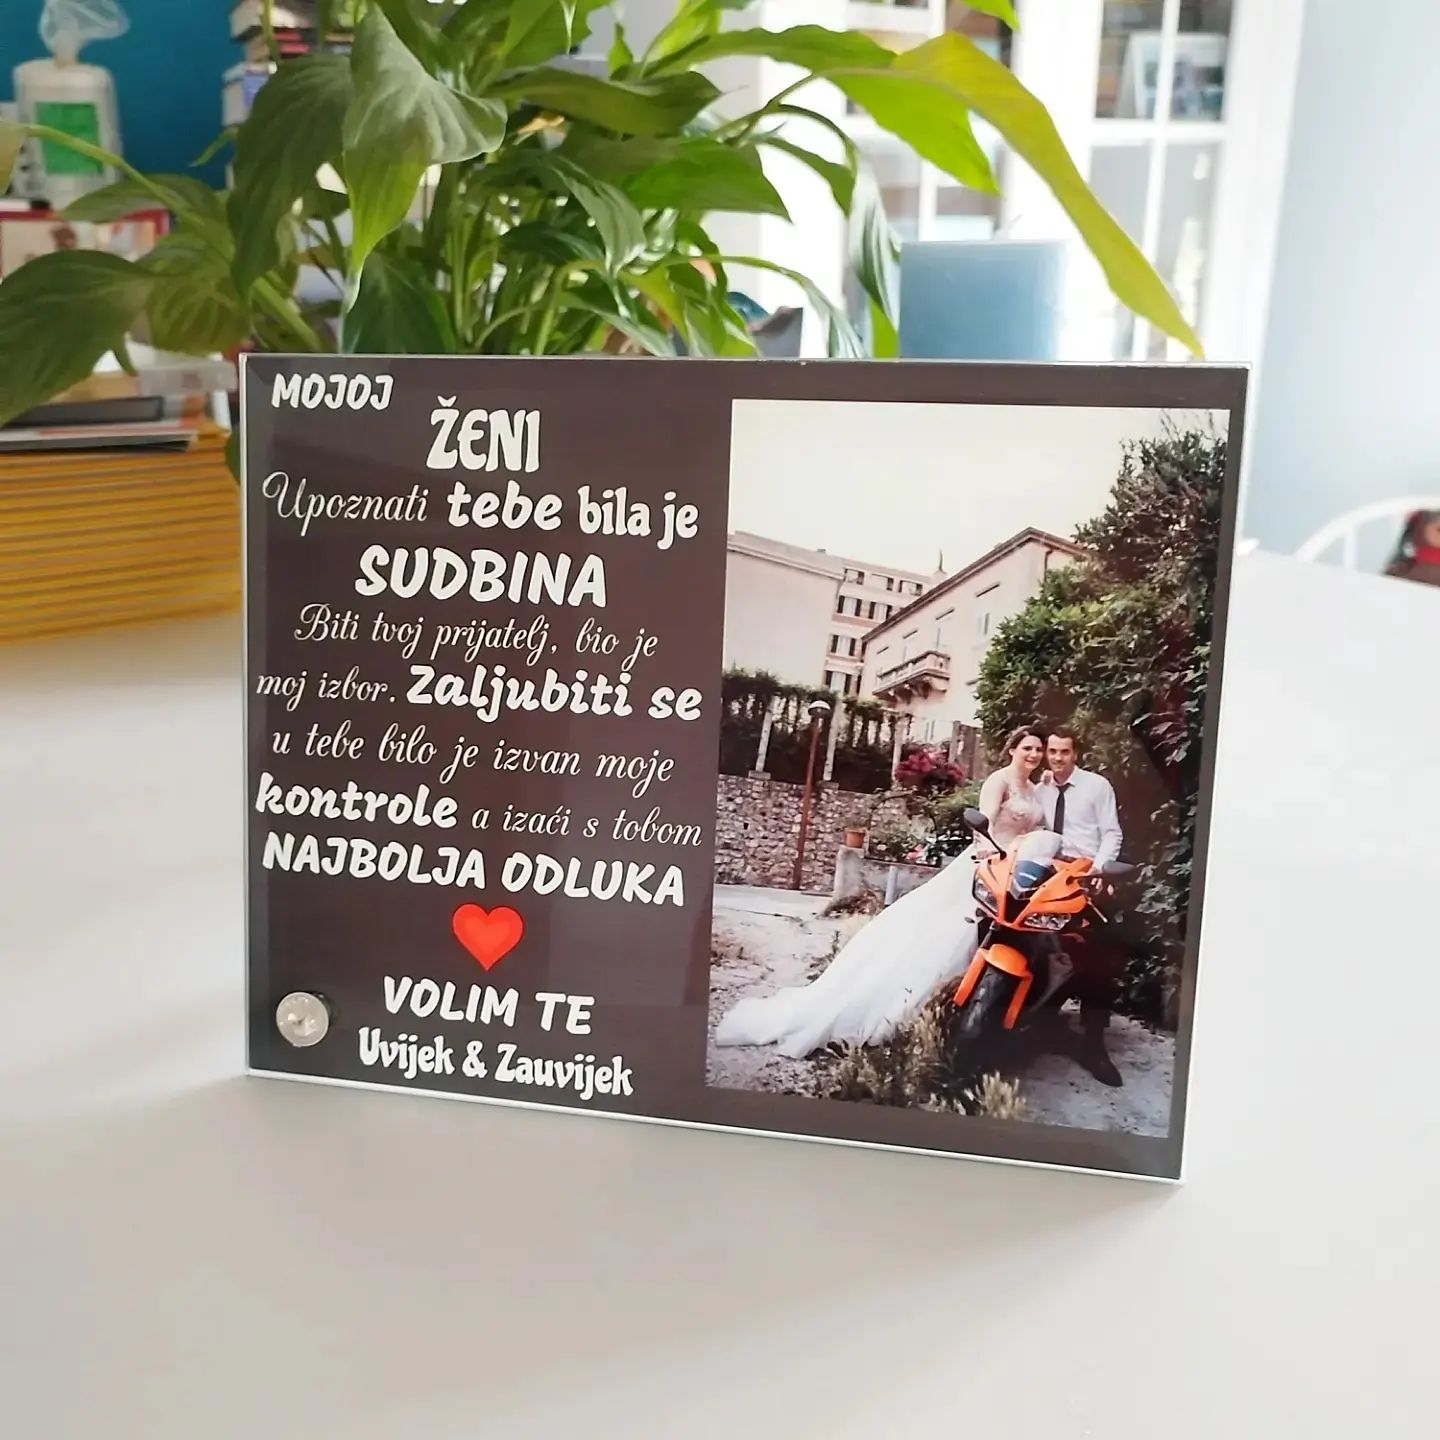 MOJOJ
ŽENI
Upoznati tebe bila je
SUDBINA
Biti tvoj prijatelj, bio je
moj izbor. Zaljubiti se
u tebe bilo je izvan moje
kontrole a izaći s tobom
NAJBOLJA ODLUKA
VOLIM TE
Uvijek & Zauvijek